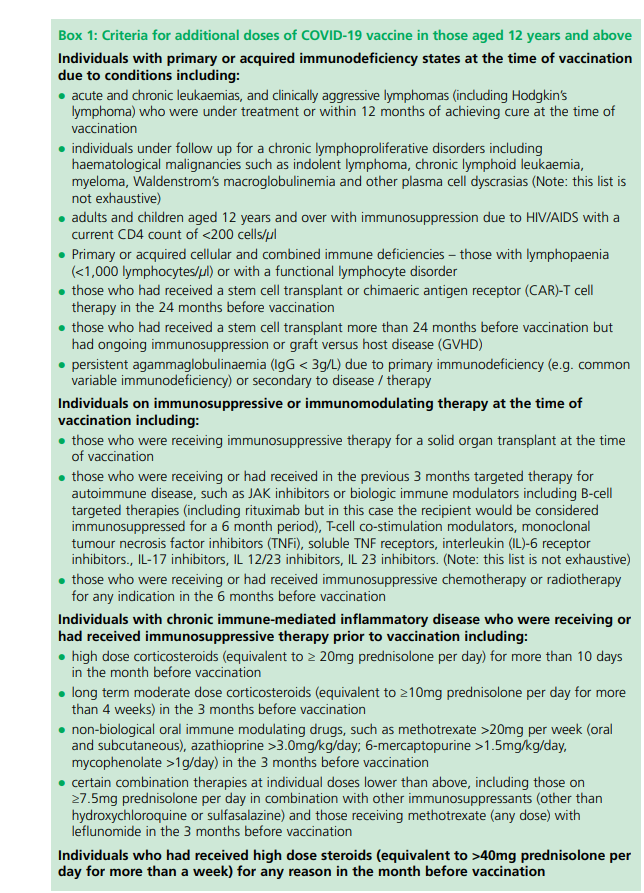 Box 1: Criteria for additional doses of COVID-19 vaccine in those aged 12 years and above
Individuals with primary or acquired immunodeficiency states at the time of vaccination
due to conditions including:
● acute and chronic leukaemias, and clinically aggressive lymphomas (including Hodgkin's
lymphoma) who were under treatment or within 12 months of achieving cure at the time of
vaccination
● individuals under follow up for a chronic lymphoproliferative disorders including
haematological malignancies such as indolent lymphoma, chronic lymphoid leukaemia,
myeloma, Waldenstrom's macroglobulinemia and other plasma cell dyscrasias (Note: this list is
not exhaustive)
● adults and children aged 12 years and over with immunosuppression due to HIV/AIDS with a
current CD4 count of <200 cells/µl
● Primary or acquired cellular and combined immune deficiencies – those with lymphopaenia
(<1,000 lymphocytes/µl) or with a functional lymphocyte disorder
● those who had received a stem cell transplant or chimaeric antigen receptor (CAR)-T cell
therapy in the 24 months before vaccination
● those who had received a stem cell transplant more than 24 months before vaccination but
had ongoing immunosuppression or graft versus host disease (GVHD)
● persistent agammaglobulinaemia (IgG < 3g/L) due to primary immunodeficiency (e.g. common
variable immunodeficiency) or secondary to disease / therapy
Individuals on immunosuppressive or immunomodulating therapy at the time of
vaccination including:
● those who were receiving immunosuppressive therapy for a solid organ transplant at the time
of vaccination
● those who were receiving or had received in the previous 3 months targeted therapy for
autoimmune disease, such as JAK inhibitors or biologic immune modulators including B-cell
targeted therapies (including rituximab but in this case the recipient would be considered
immunosuppressed for a 6 month period), T-cell co-stimulation modulators, monoclonal
tumour necrosis factor inhibitors (TNFi), soluble TNF receptors, interleukin (IL)-6 receptor
inhibitors., IL-17 inhibitors, IL 12/23 inhibitors, IL 23 inhibitors. (Note: this list is not exhaustive)
● those who were receiving or had received immunosuppressive chemotherapy or radiotherapy
for any indication in the 6 months before vaccination
Individuals with chronic immune-mediated inflammatory disease who were receiving or
had received immunosuppressive therapy prior to vaccination including:
● high dose corticosteroids (equivalent to ≥ 20mg prednisolone per day) for more than 10 days
in the month before vaccination
● long term moderate dose corticosteroids (equivalent to ≥10mg prednisolone per day for more
than 4 weeks) in the 3 months before vaccination
● non-biological oral immune modulating drugs, such as methotrexate >20mg per week (oral
and subcutaneous), azathioprine >3.0mg/kg/day; 6-mercaptopurine >1.5mg/kg/day,
mycophenolate >1g/day) in the 3 months before vaccination
● certain combination therapies at individual doses lower than above, including those on
≥7.5mg prednisolone per day in combination with other immunosuppressants (other than
hydroxychloroquine or sulfasalazine) and those receiving methotrexate (any dose) with
leflunomide in the 3 months before vaccination
Individuals who had received high dose steroids (equivalent to >40mg prednisolone per
day for more than a week) for any reason in the month before vaccination